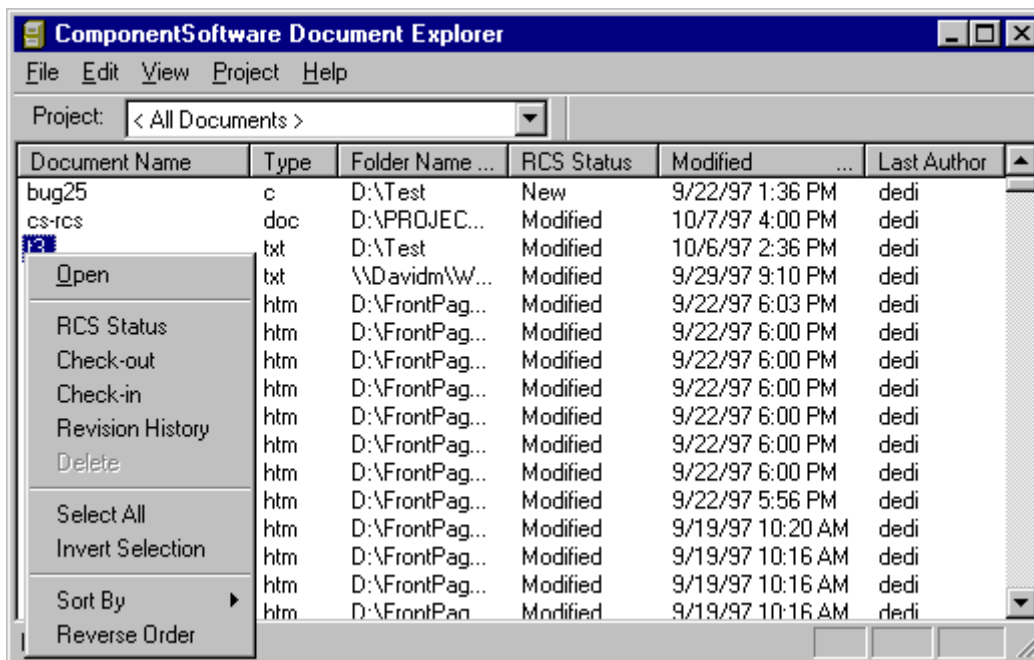 ComponentSoftware Document Explorer
File Edit View Project Help
Project: < All Documents >
Document Name Type Folder Name ... RCS Status Modified ... Last Author
bug25 c D:\Test New 9/22/97 1:36 PM dedi
cs-rcs doc D:\PROJEC... Modified 10/7/97 4:00 PM dedi
t3 txt D:\Test Modified 10/6/97 2:36 PM dedi
txt \\Davidm\W... Modified 9/29/97 9:10 PM dedi
htm D:\FrontPag... Modified 9/22/97 6:03 PM dedi
htm D:\FrontPag... Modified 9/22/97 6:00 PM dedi
htm D:\FrontPag... Modified 9/22/97 6:00 PM dedi
htm D:\FrontPag... Modified 9/22/97 6:00 PM dedi
htm D:\FrontPag... Modified 9/22/97 6:00 PM dedi
htm D:\FrontPag... Modified 9/22/97 6:00 PM dedi
htm D:\FrontPag... Modified 9/22/97 6:00 PM dedi
htm D:\FrontPag... Modified 9/22/97 5:56 PM dedi
htm D:\FrontPag... Modified 9/19/97 10:20 AM dedi
htm D:\FrontPag... Modified 9/19/97 10:16 AM dedi
htm D:\FrontPag... Modified 9/19/97 10:16 AM dedi
htm D:\FrontPag Modified 9/19/97 10:16 AM dedi
Open
RCS Status
Check-out
Check-in
Revision History
Delete
Select All
Invert Selection
Sort By
Reverse Order